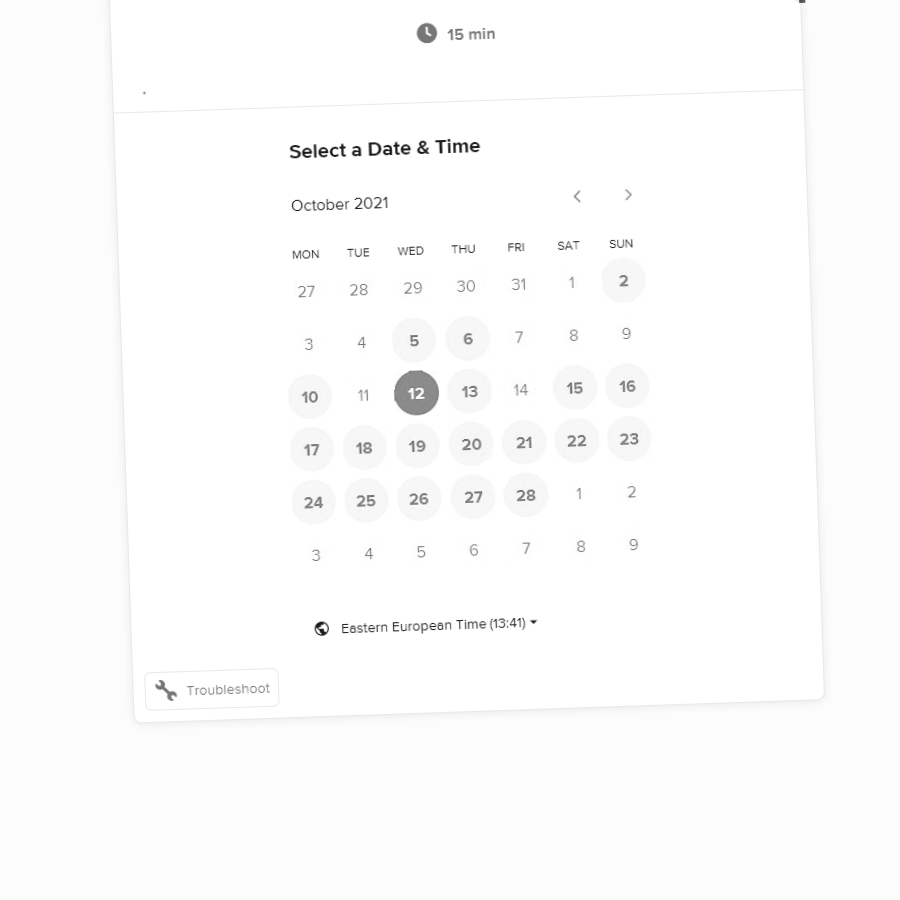 15 min
.
Select a Date & Time
October 2021
MON TUE WED THU FRI SAT SUN
27 28 29 30 31 1 2
3 4 5 6 7 8 9
10 11 12 13 14 15 16
17 18 19 20 21 22 23
24 25 26 27 28 1 2
3 4 5 6 7 8 9
Eastern European Time (13:41)
Troubleshoot